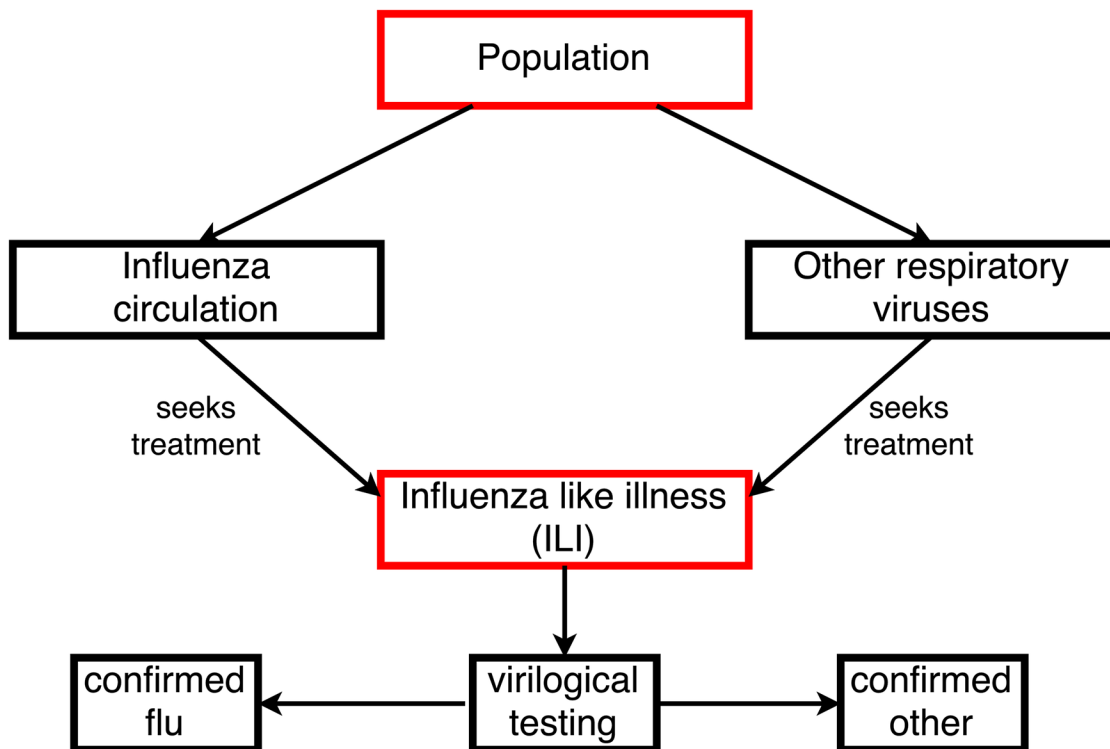 Population
Influenza
circulation
Other respiratory
viruses
seeks
treatment
seeks
treatment
Influenza like illness
(ILI)
confirmed
flu
virilogical
testing
confirmed
other